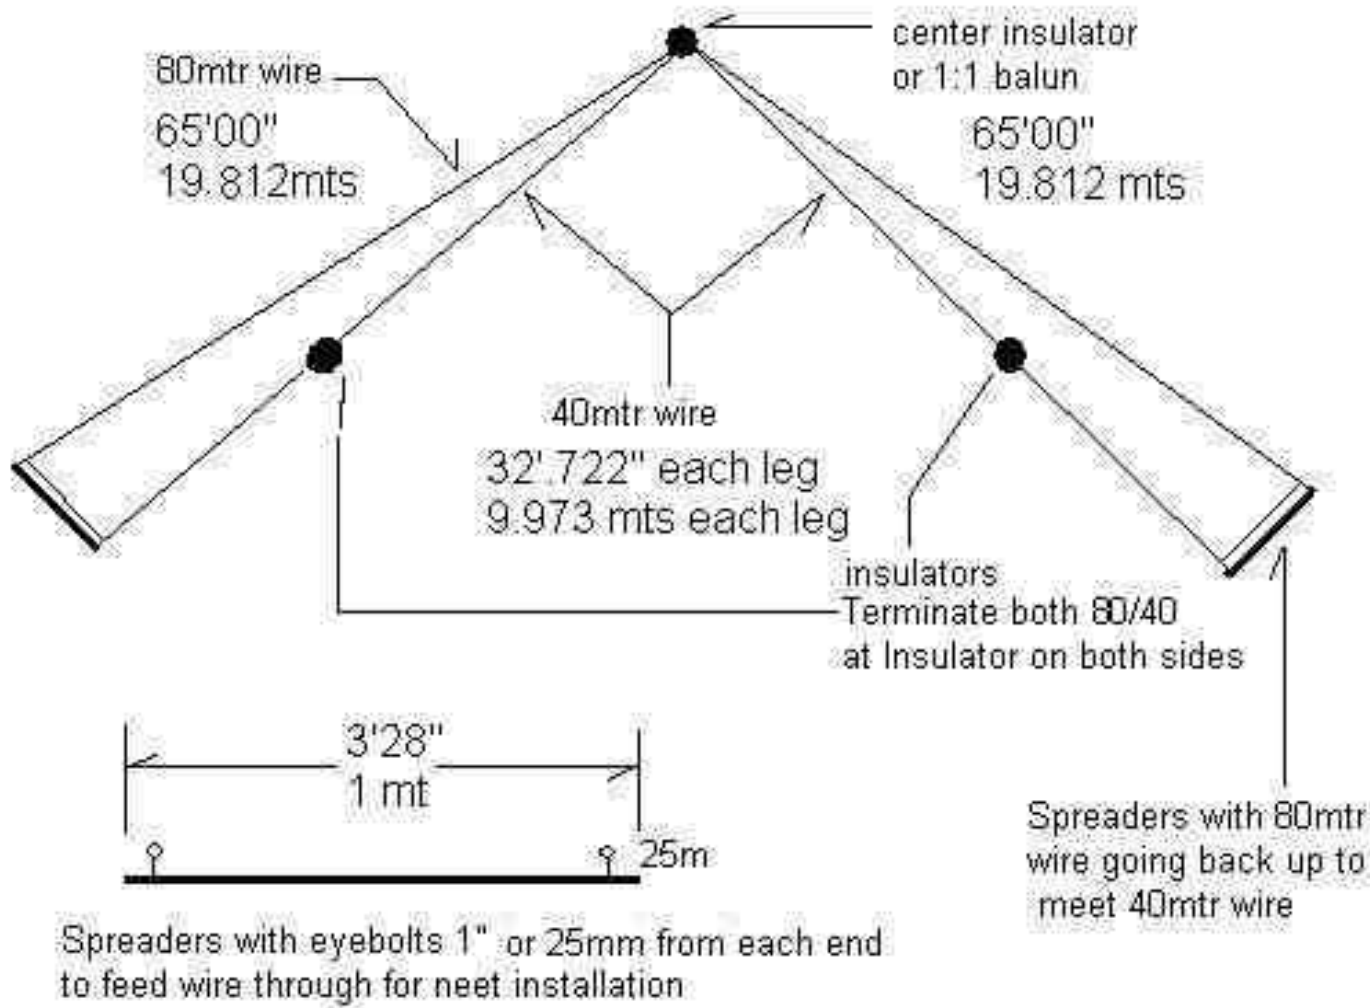 center insulator
or 1:1 balun
80mtr wire
65'00"
19.812mts
65'00"
19.812 mts
40mtr wire
32'.722" each leg
9.973 mts each leg
insulators
Terminate both 80/40
at Insulator on both sides
3'28"
1 mt
25m
Spreaders with 80mtr
wire going back up to
meet 40mtr wire
Spreaders with eyebolts 1" or 25mm from each end
to feed wire through for neet installation